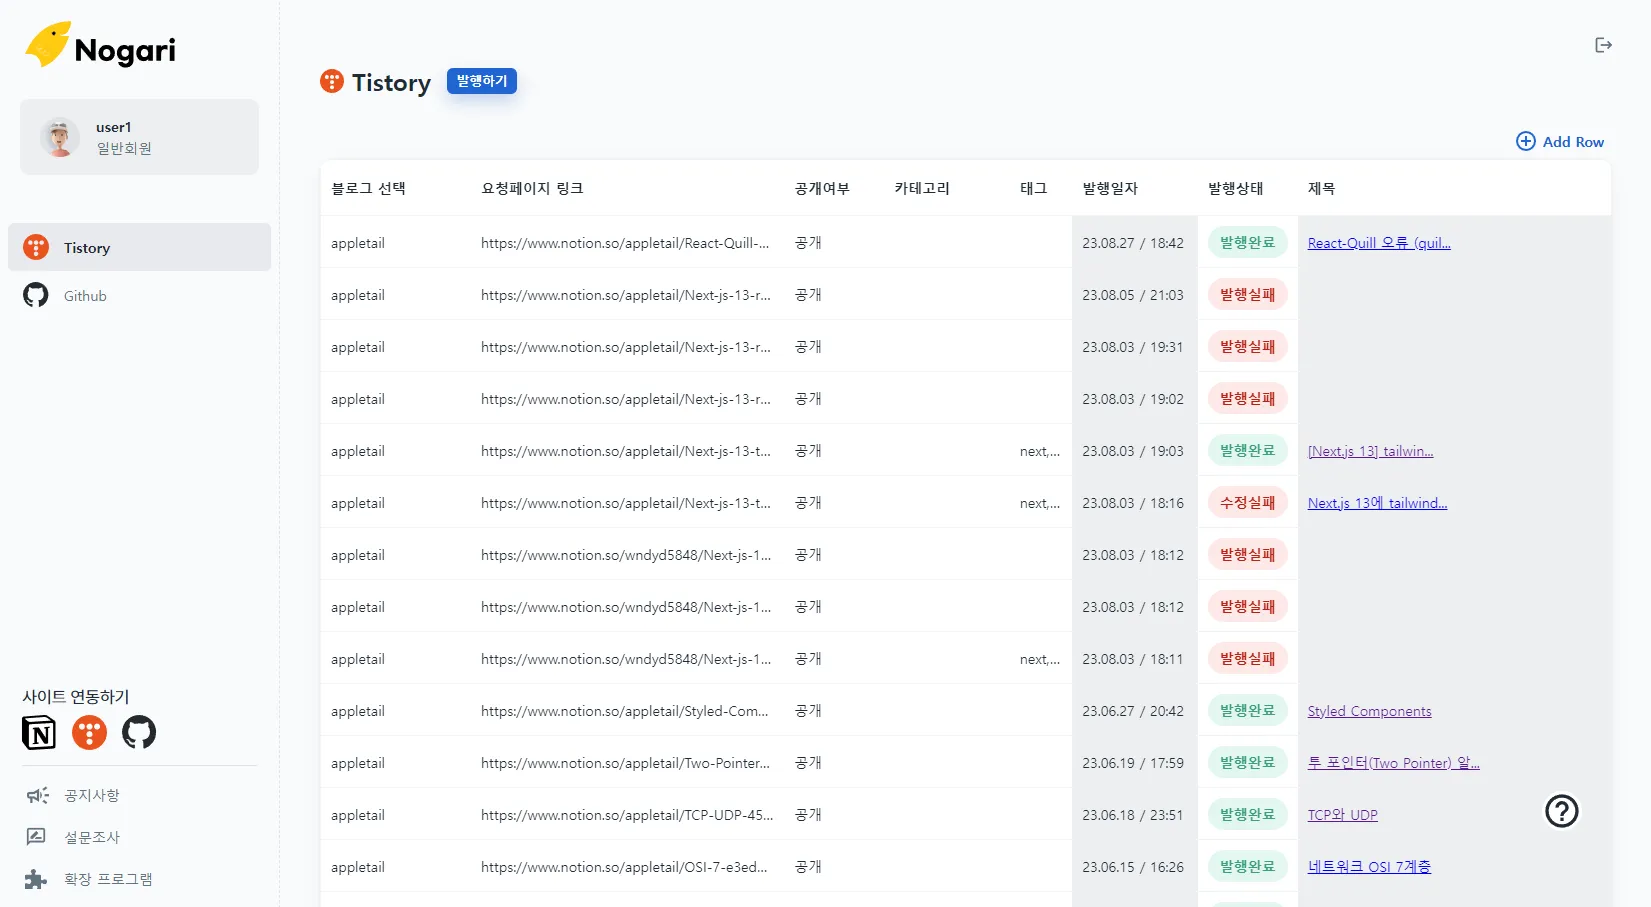 Nogari
user1
일반회원
Tistory
Github
사이트 연동하기
N
공지사항
설문조사
확장 프로그램
Tistory 발행하기
Add Row
블로그 선택 요청페이지 링크 공개여부 카테고리 태그 발행일자 발행상태 제목
appletail https://www.notion.so/appletail/React-Quill-... 공개 23.08.27 / 18:42 발행완료 React-Quill 오류 (quil...
appletail https://www.notion.so/appletail/Next-js-13-r... 공개 23.08.05 / 21:03 발행실패
appletail https://www.notion.so/appletail/Next-js-13-r... 공개 23.08.03 / 19:31 발행실패
appletail https://www.notion.so/appletail/Next-js-13-r... 공개 23.08.03 / 19:02 발행실패
appletail https://www.notion.so/appletail/Next-js-13-t... 공개 next,... 23.08.03 / 19:03 발행완료 [Next.js 13] tailwin...
appletail https://www.notion.so/appletail/Next-js-13-t... 공개 next,... 23.08.03 / 18:16 수정실패 Next.js 13에 tailwind...
appletail https://www.notion.so/wndyd5848/Next-js-1... 공개 23.08.03 / 18:12 발행실패
appletail https://www.notion.so/wndyd5848/Next-js-1... 공개 23.08.03 / 18:12 발행실패
appletail https://www.notion.so/wndyd5848/Next-js-1... 공개 next,... 23.08.03 / 18:11 발행실패
appletail https://www.notion.so/appletail/Styled-Com... 공개 23.06.27 / 20:42 발행완료 Styled Components
appletail https://www.notion.so/appletail/Two-Pointer... 공개 23.06.19 / 17:59 발행완료 투 포인터(Two Pointer) 알...
appletail https://www.notion.so/appletail/TCP-UDP-45... 공개 23.06.18 / 23:51 발행완료 TCP와 UDP
appletail https://www.notion.so/appletail/OSI-7-e3ed... 공개 23.06.15 / 16:26 발행완료 네트워크 OSI 7계층
?